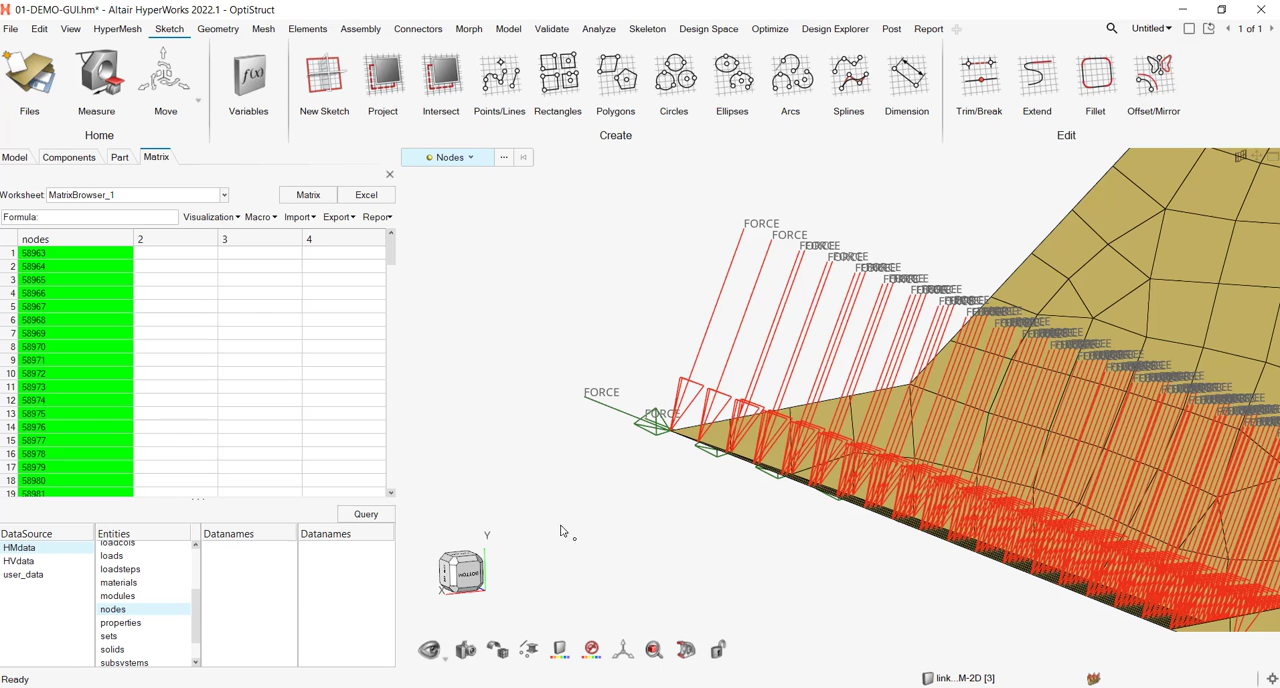 01-DEMO-GUI.hm* - Altair HyperWorks 2022.1 - OptiStruct
File Edit View HyperMesh Sketch Geometry Mesh Elements Assembly Connectors Morph Model Validate Analyze Skeleton Design Space Optimize Design Explorer Post Report Untitled 1 of 1
f(x)
Files Measure Move Variables New Sketch Project Intersect Points/Lines Rectangles Polygons Circles Ellipses Arcs Splines Dimension Trim/Break Extend Fillet Offset/Mirror
Home Create Edit
Model Components Part Matrix
Nodes
Worksheet: MatrixBrowser_1 Matrix Excel
Formula: Visualization Macro Import Export Repor
nodes 2 3 4
1 58963
2 58964
3 58965
4 58966
5 58967
6 58968
7 58969
8 58970
9 58971
10 58972
11 58973
12 58974
13 58975
14 58976
15 58977
16 58978
17 58979
18 58980
19 58981
Query
DataSource Entities Datanames Datanames
HMdata
HVdata
user_data
loadcols
loads
loadsteps
materials
modules
nodes
properties
sets
solids
subsystems
FORCE
FORCE
FORCE
FORCE
FORCE
FORCE
Y
BOTTOM
X
Ready
link...M-2D [3]